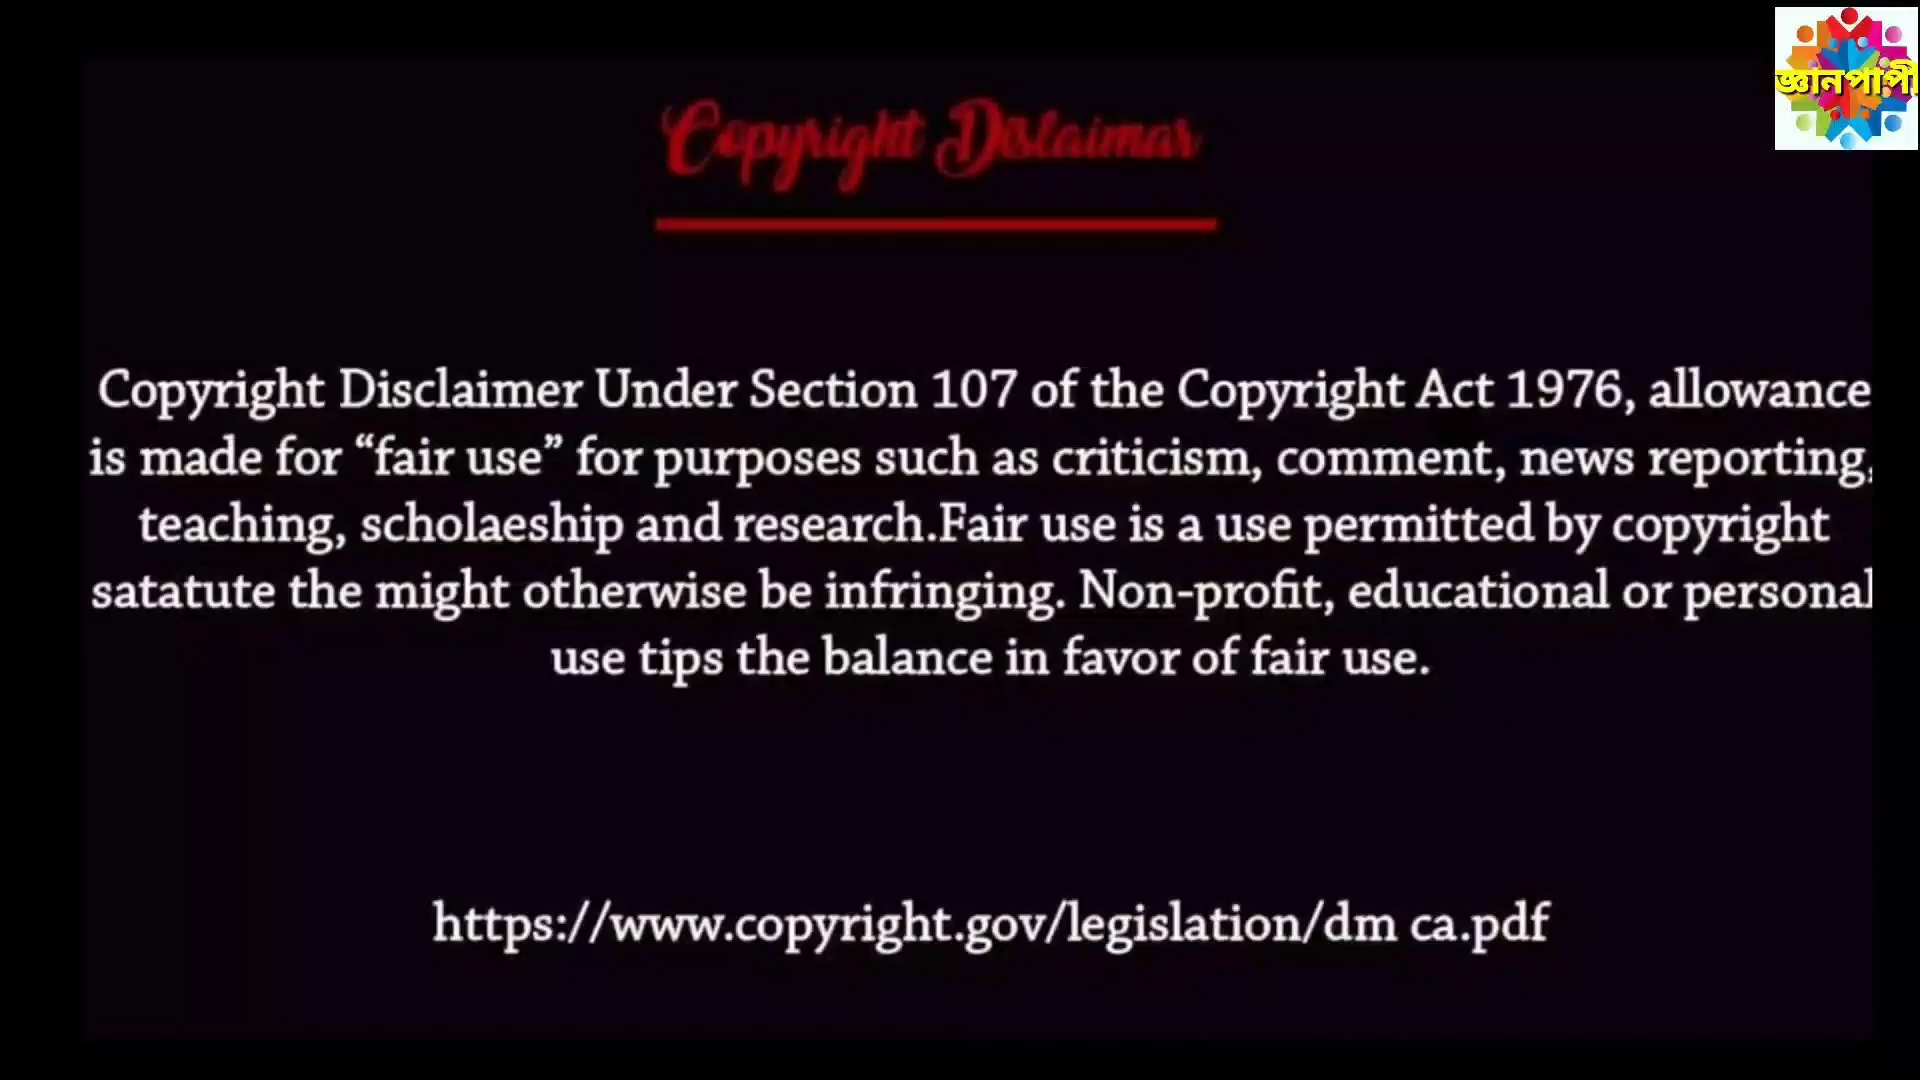 জ্ঞানপাপী
Copyright Dislaimar
Copyright Disclaimer Under Section 107 of the Copyright Act 1976, allowance
is made for “fair use” for purposes such as criticism, comment, news reporting,
teaching, scholaeship and research.Fair use is a use permitted by copyright
satatute the might otherwise be infringing. Non-profit, educational or personal
use tips the balance in favor of fair use.
https://www.copyright.gov/legislation/dm ca.pdf